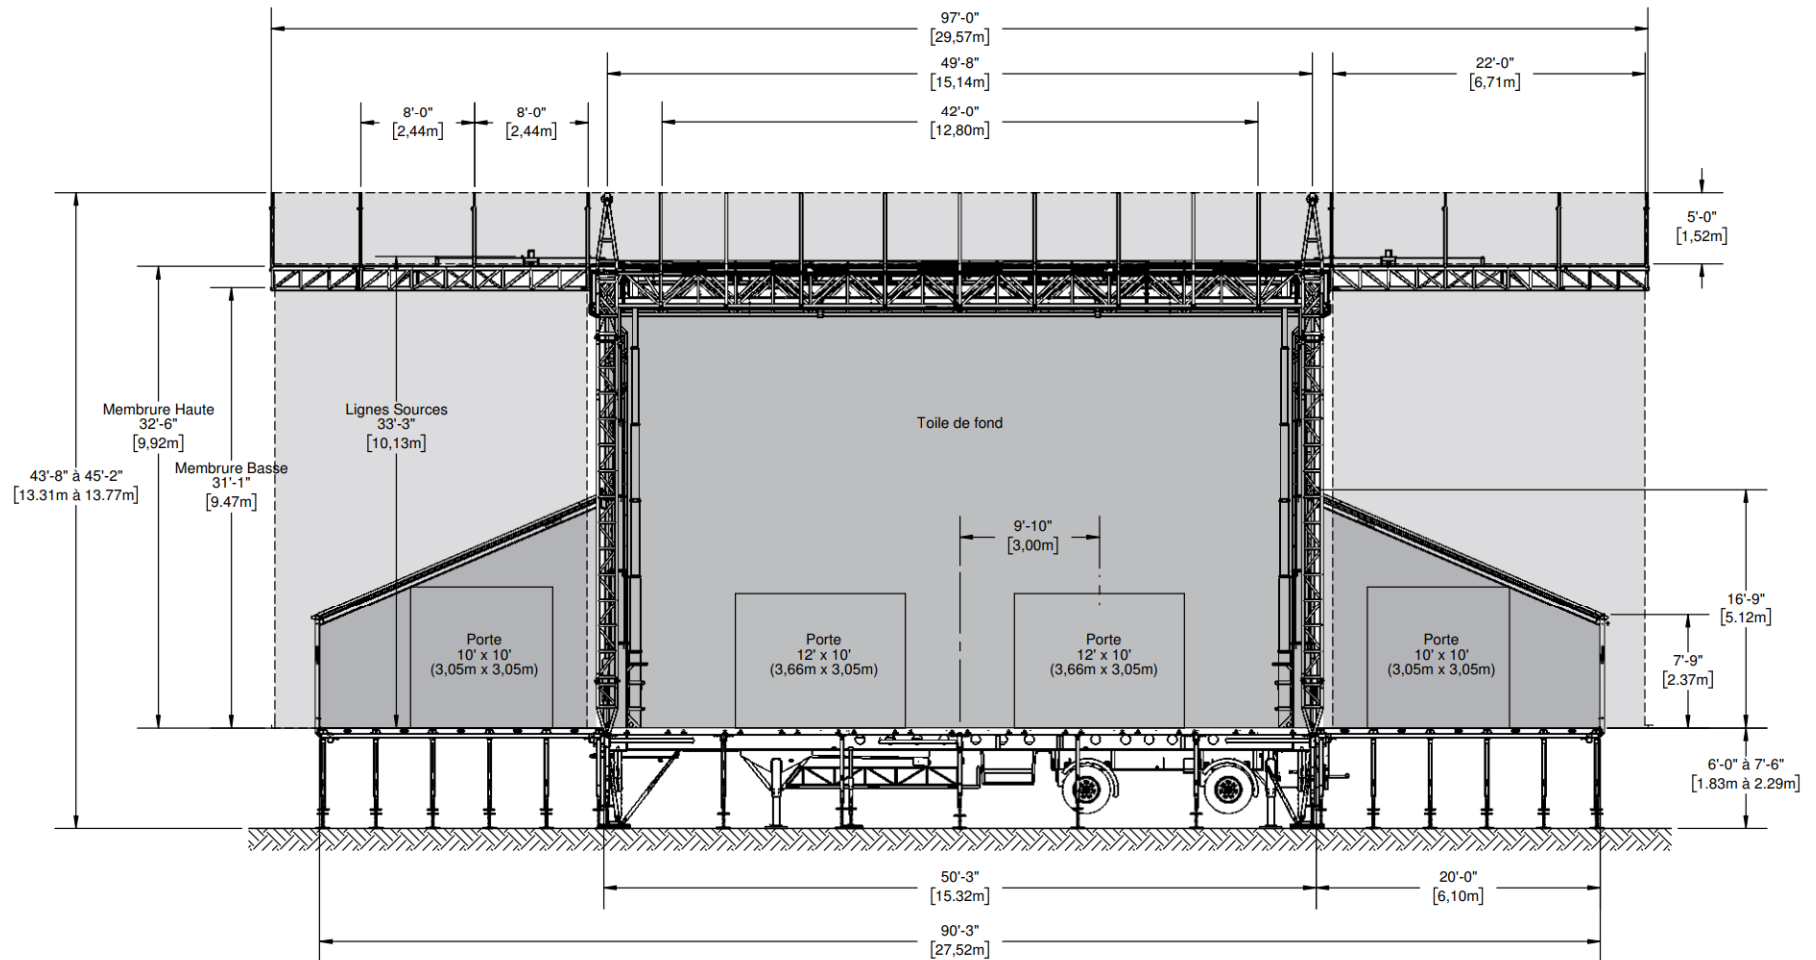 97'-0"
[29,57m]
49'-8"
[15,14m]
22'-0"
[6,71m]
8'-0"
[2,44m]
8'-0"
[2,44m]
42'-0"
[12,80m]
5'-0"
[1,52m]
Membrure Haute
32'-6"
[9,92m]
Lignes Sources
33'-3"
[10,13m]
Toile de fond
Membrure Basse
31'-1"
[9.47m]
43'-8" à 45'-2"
[13.31m à 13.77m]
9'-10"
[3,00m]
16'-9"
[5.12m]
Porte
10' x 10'
(3,05m x 3,05m)
Porte
12' x 10'
(3,66m x 3,05m)
Porte
12' x 10'
(3,66m x 3,05m)
Porte
10' x 10'
(3,05m x 3,05m)
7'-9"
[2.37m]
6'-0" à 7'-6"
[1.83m à 2.29m]
50'-3"
[15.32m]
20'-0"
[6,10m]
90'-3"
[27,52m]